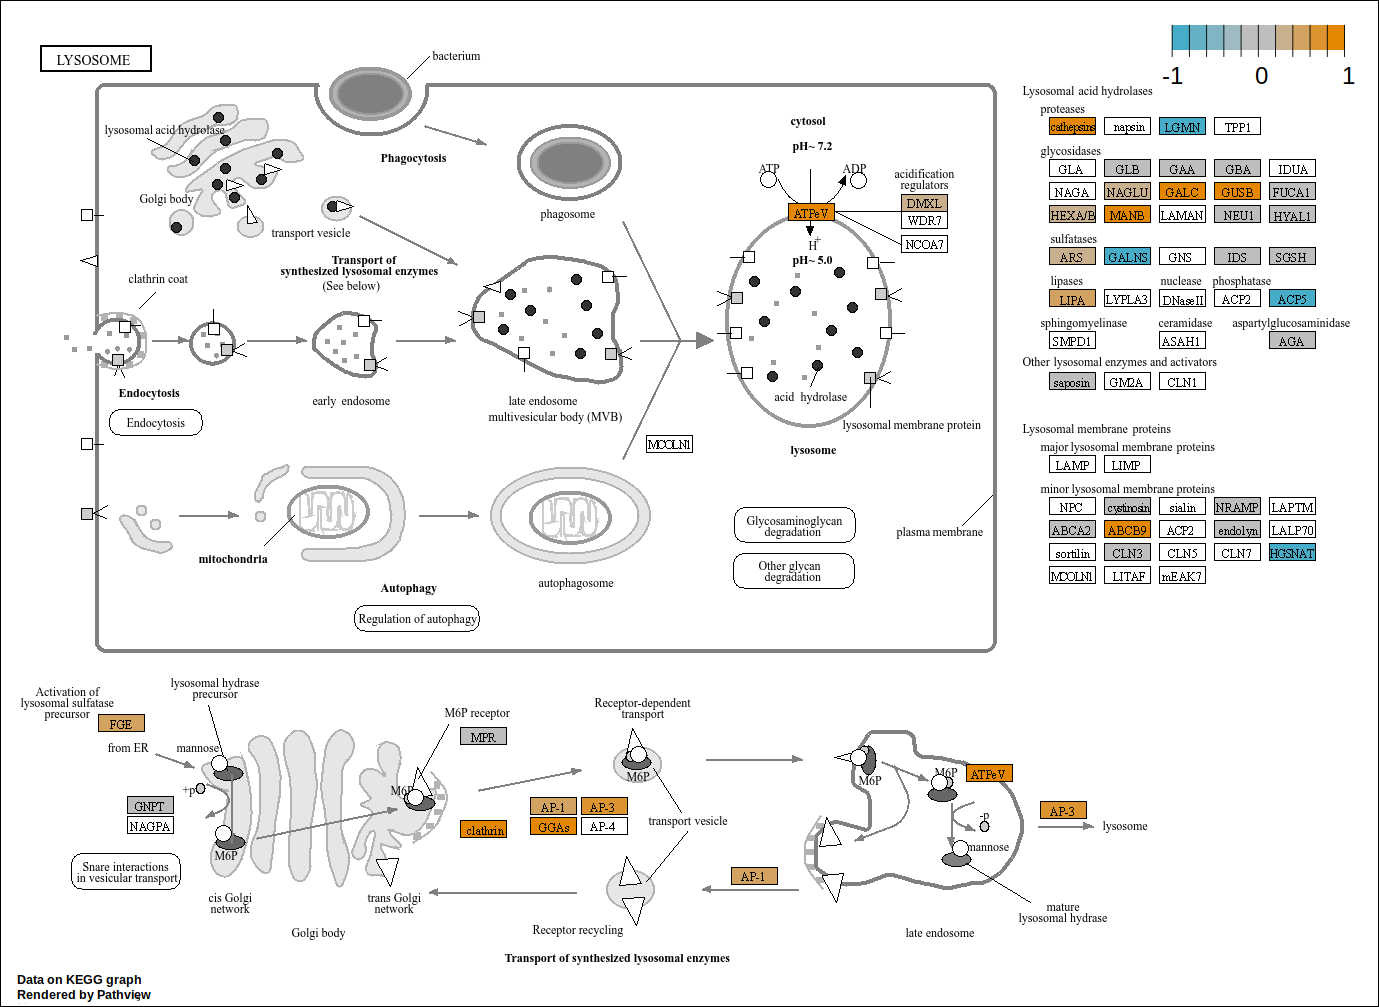 LYSOSOME
bacterium
-1 0 1
lysosomal acid hydrolase
Phagocytosis
Golgi body
transport vesicle
phagosome
Transport of
synthesized lysosomal enzymes
(See below)
clathrin coat
cytosol
pH~ 7.2
ATP
ADP
ATPeV
H+
pH~ 5.0
acidification
regulators
DMXL
WDR7
NCOA7
Endocytosis
Endocytosis
early endosome
late endosome
multivesicular body (MVB)
MCOLN1
acid hydrolase
lysosomal membrane protein
lysosome
mitochondria
Autophagy
Regulation of autophagy
autophagosome
Glycosaminoglycan
degradation
Other glycan
degradation
plasma membrane
Lysosomal acid hydrolases
proteases
cathepsins napsin LGMN TPP1
glycosidases
GLA GLB GAA GBA IDUA
NAGA NAGLU GALC GUSB FUCA1
HEXA/B MANB LAMAN NEU1 HYAL1
sulfatases
ARS GALNS GNS IDS SGSH
lipases nuclease phosphatase
LIPA LYPLA3 DNaseII ACP2 ACP5
sphingomyelinase ceramidase aspartylglucosaminidase
SMPD1 ASAH1 AGA
Other lysosomal enzymes and activators
saposin GM2A CLN1
Lysosomal membrane proteins
major lysosomal membrane proteins
LAMP LIMP
minor lysosomal membrane proteins
NPC cystinosin sialin NRAMP LAPTM
ABCA2 ABCB9 ACP2 endolyn LALP70
sortilin CLN3 CLN5 CLN7 HGSNAT
MCOLN1 LITAF mEAK7
Activation of
lysosomal sulfatase
precursor
FGE
lysosomal hydrase
precursor
from ER
mannose
+p
GNPT
NAGPA
M6P
Snare interactions
in vesicular transport
cis Golgi
network
Golgi body
trans Golgi
network
M6P receptor
MPR
M6P
clathrin
AP-1 AP-3
GGAs AP-4
Receptor-dependent
transport
M6P
transport vesicle
Receptor recycling
AP-1
M6P
M6P
ATPeV
-p
mannose
AP-3
lysosome
mature
lysosomal hydrase
late endosome
Transport of synthesized lysosomal enzymes
Data on KEGG graph
Rendered by Pathview